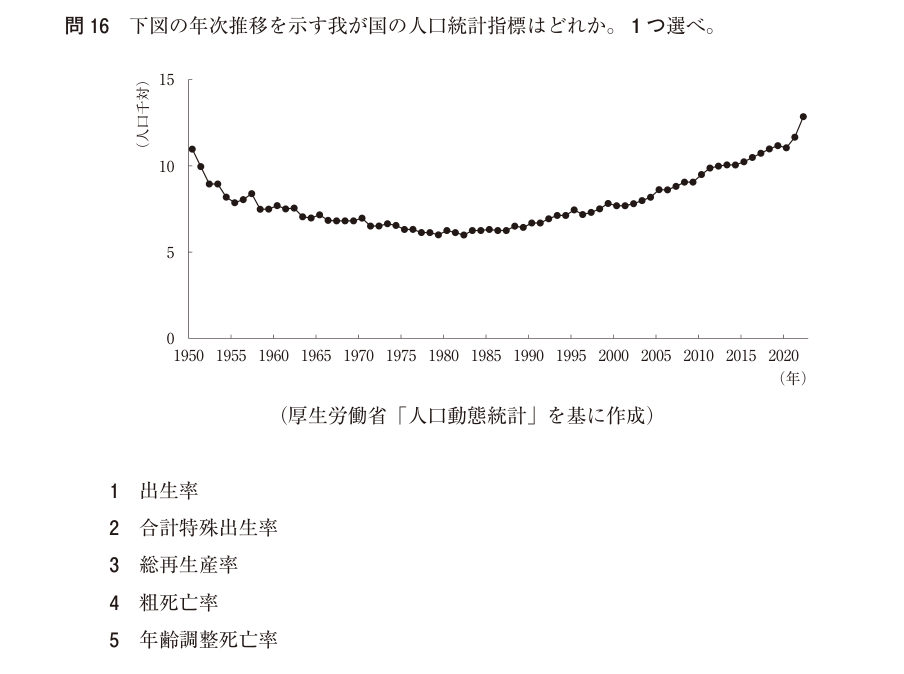 問 16 下図の年次推移を示す我が国の人口統計指標はどれか。1つ選べ。
(人口千対)
15
10
5
0
1950 1955 1960 1965 1970 1975 1980 1985 1990 1995 2000 2005 2010 2015 2020
(年)
(厚生労働省「人口動態統計」を基に作成)
1 出生率
2 合計特殊出生率
3 総再生産率
4 粗死亡率
5 年齢調整死亡率